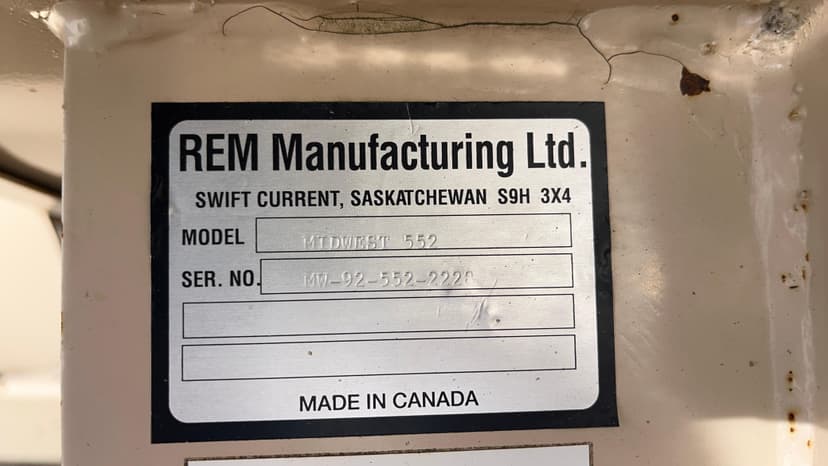 REM Manufacturing Ltd.
SWIFT CURRENT, SASKATCHEWAN S9H 3X4
MODEL MIDWEST 552
SER. NO.
MADE IN CANADA